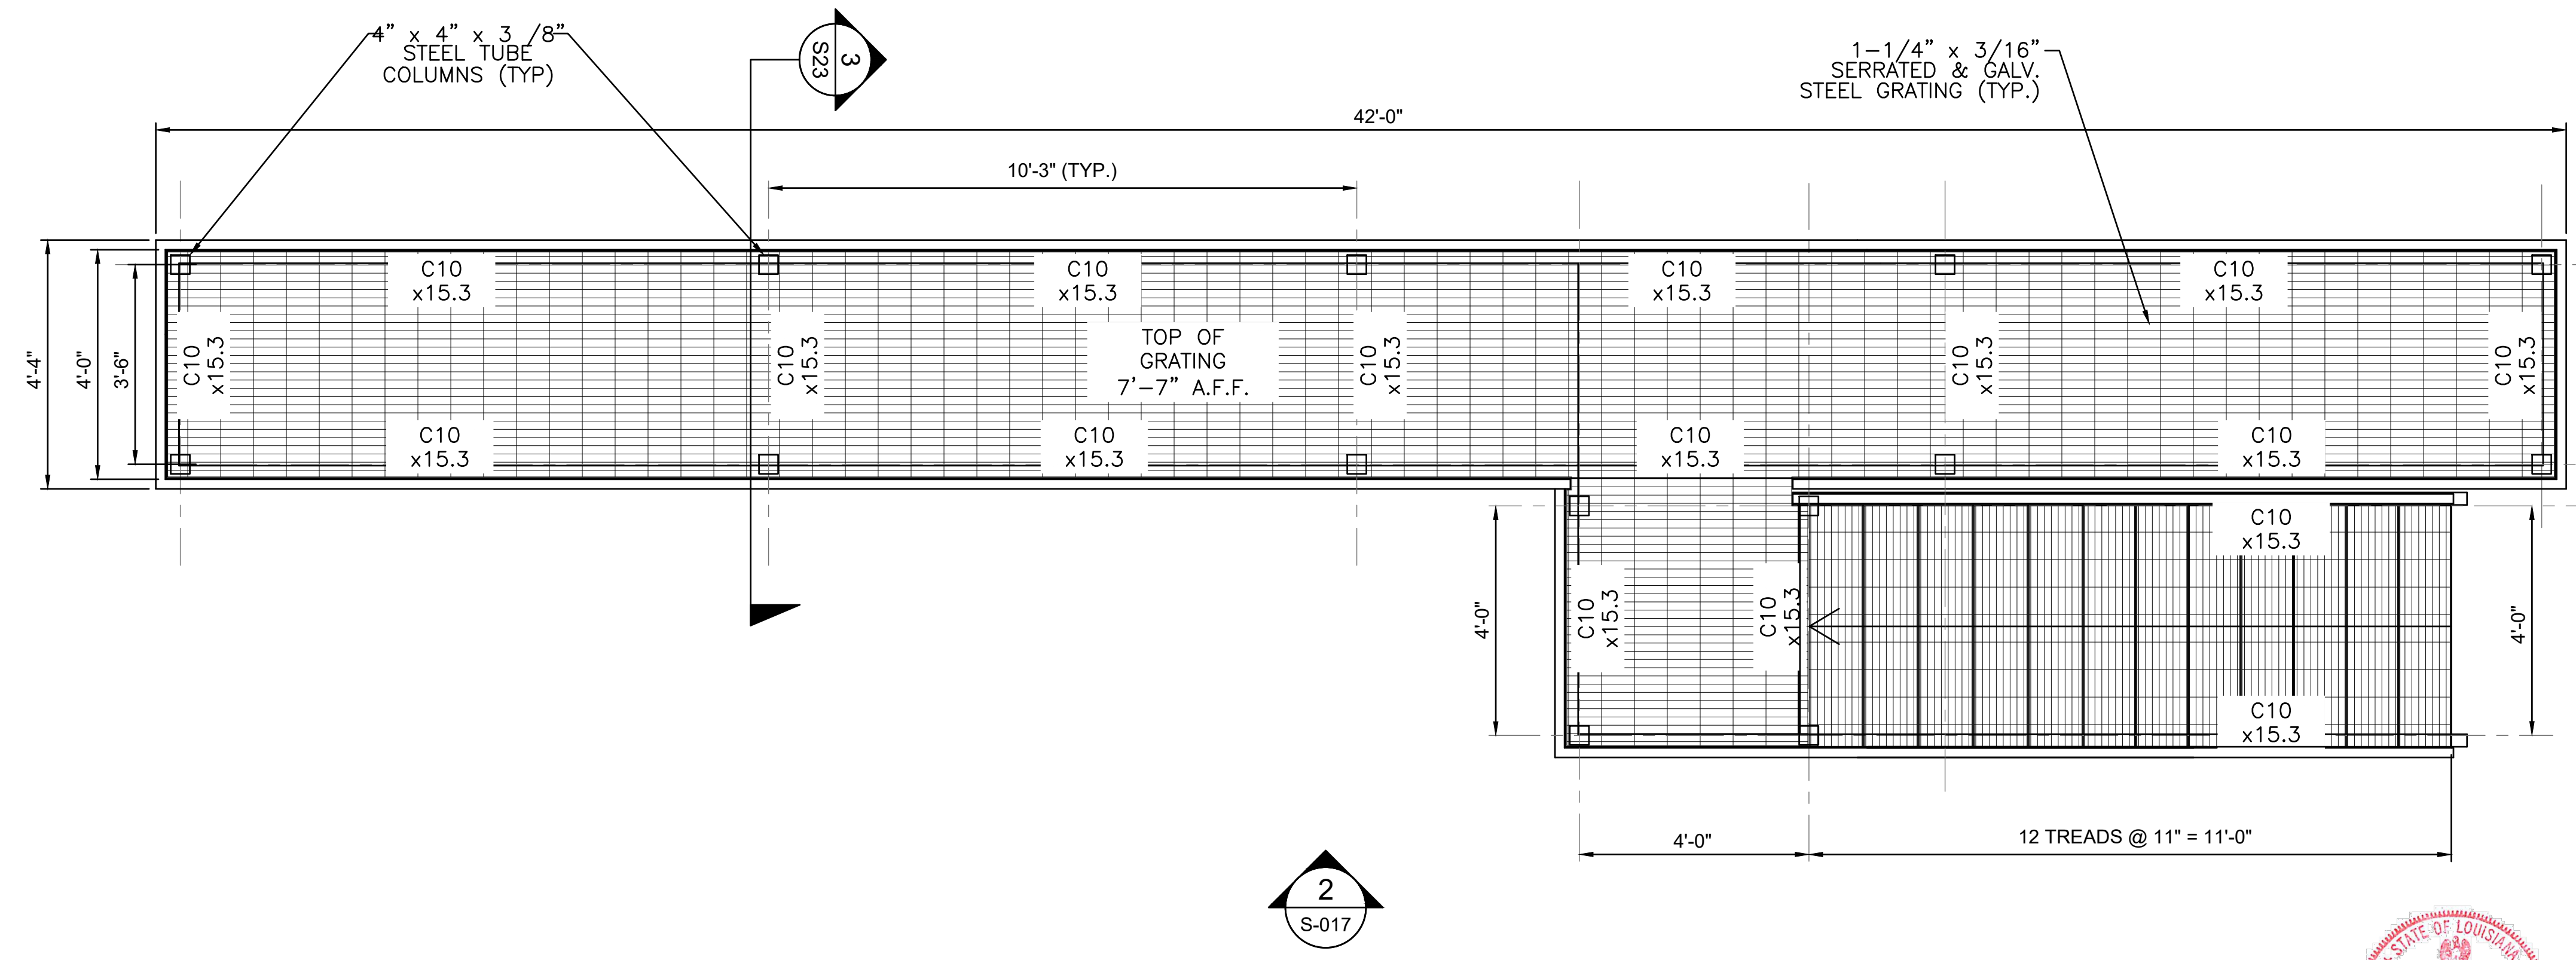 4” x 4” x 3 /8”
STEEL TUBE
COLUMNS (TYP)
3
S23
1-1/4” x 3/16”
SERRATED & GALV.
STEEL GRATING (TYP.)
42'-0"
10'-3" (TYP.)
4'-4"
4'-0"
3'-6"
C10
x15.3
C10
x15.3
C10
x15.3
C10
x15.3
C10
x15.3
C10
x15.3
TOP OF
GRATING
7’-7” A.F.F.
C10
x15.3
C10
x15.3
C10
x15.3
C10
x15.3
C10
x15.3
C10
x15.3
C10
x15.3
4'-0"
C10
x15.3
C10
x15.3
C10
x15.3
4'-0"
C10
x15.3
4'-0"
12 TREADS @ 11" = 11'-0"
2
S-017
STATE OF LOUISIANA